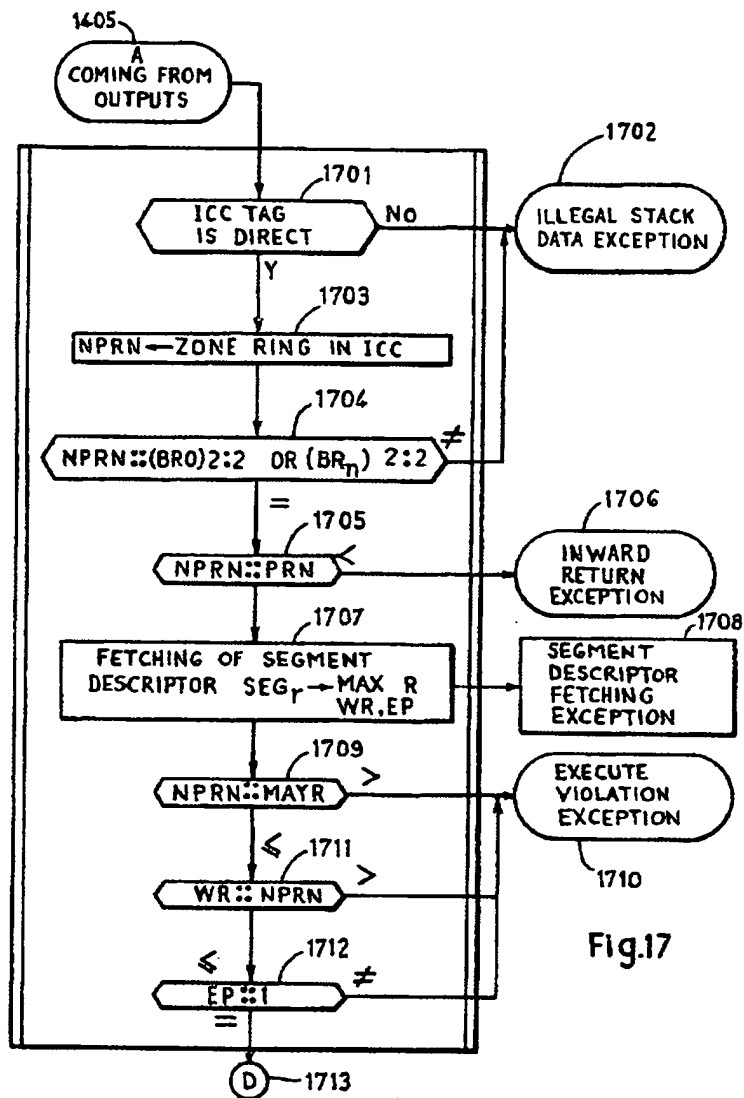 1405
A
COMING FROM
OUTPUTS
1701
ICC TAG
IS DIRECT
No
Y
1702
ILLEGAL STACK
DATA EXCEPTION
1703
NPRN←ZONE RING IN ICC
1704
NPRN::(BRO)2:2 OR (BRn) 2:2
≠
=
1705
NPRN::PRN
<
1706
INWARD
RETURN
EXCEPTION
1707
FETCHING OF SEGMENT
DESCRIPTOR SEGr→MAX R
WR,EP
1708
SEGMENT
DESCRIPTOR
FETCHING
EXCEPTION
1709
NPRN::MAYR
>
≤
EXECUTE
VIOLATION
EXCEPTION
1710
1711
WR::NPRN
>
≤
1712
EP::1
≠
=
D
1713
Fig.17